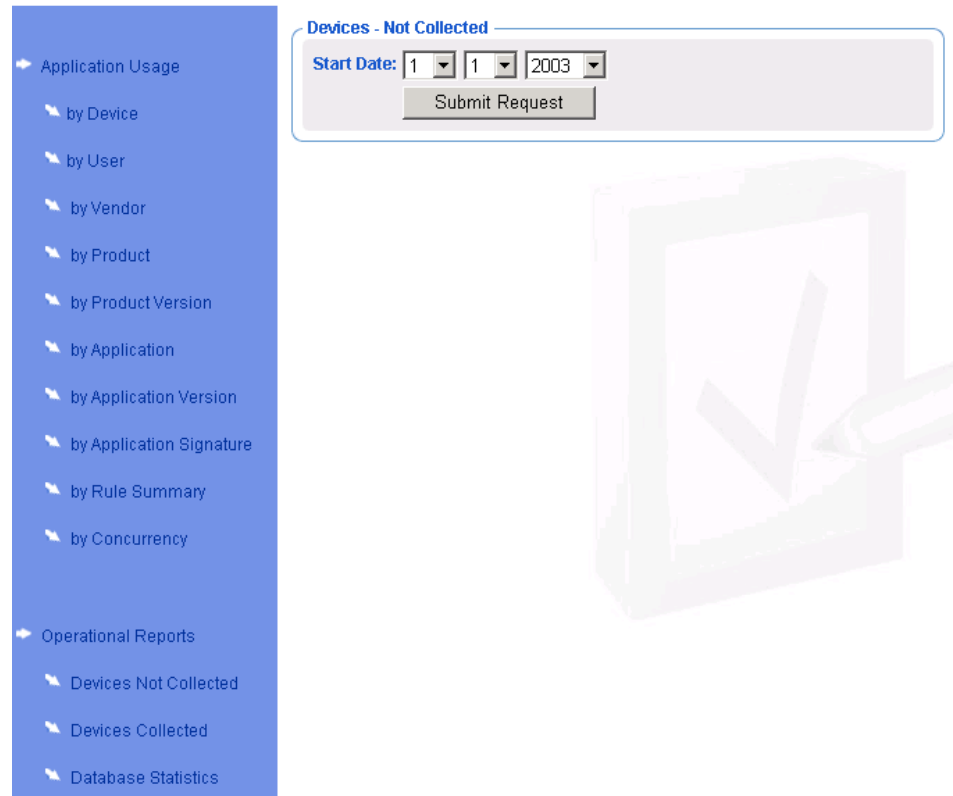 Application Usage
by Device
by User
by Vendor
by Product
by Product Version
by Application
by Application Version
by Application Signature
by Rule Summary
by Concurrency
Operational Reports
Devices Not Collected
Devices Collected
Database Statistics
Devices - Not Collected
Start Date: 1 1 2003
Submit Request